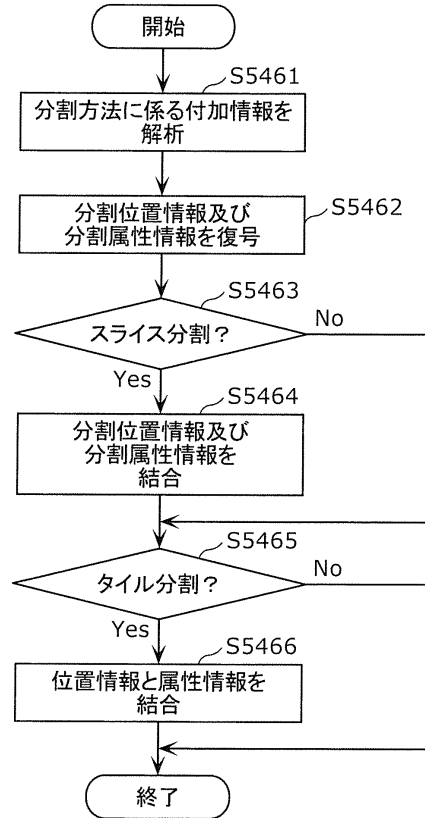 開始
S5461
分割方法に係る付加情報を
解析
S5462
分割位置情報及び
分割属性情報を復号
S5463
スライス分割?
No
Yes
S5464
分割位置情報及び
分割属性情報を
結合
S5465
タイル分割?
No
Yes
S5466
位置情報と属性情報を
結合
終了